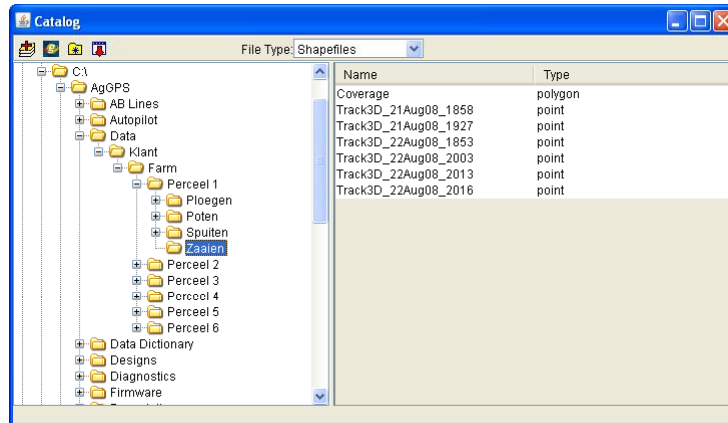 Catalog
File Type: Shapefiles
C:\
AgGPS
AB Lines
Autopilot
Data
Klant
Farm
Perceel 1
Ploegen
Poten
Spuiten
Zaaien
Perceel 2
Perceel 3
Perceel 4
Perceel 5
Perceel 6
Data Dictionary
Designs
Diagnostics
Firmware
Name Type
Coverage polygon
Track3D_21Aug08_1858 point
Track3D_21Aug08_1927 point
Track3D_22Aug08_1853 point
Track3D_22Aug08_2003 point
Track3D_22Aug08_2013 point
Track3D_22Aug08_2016 point